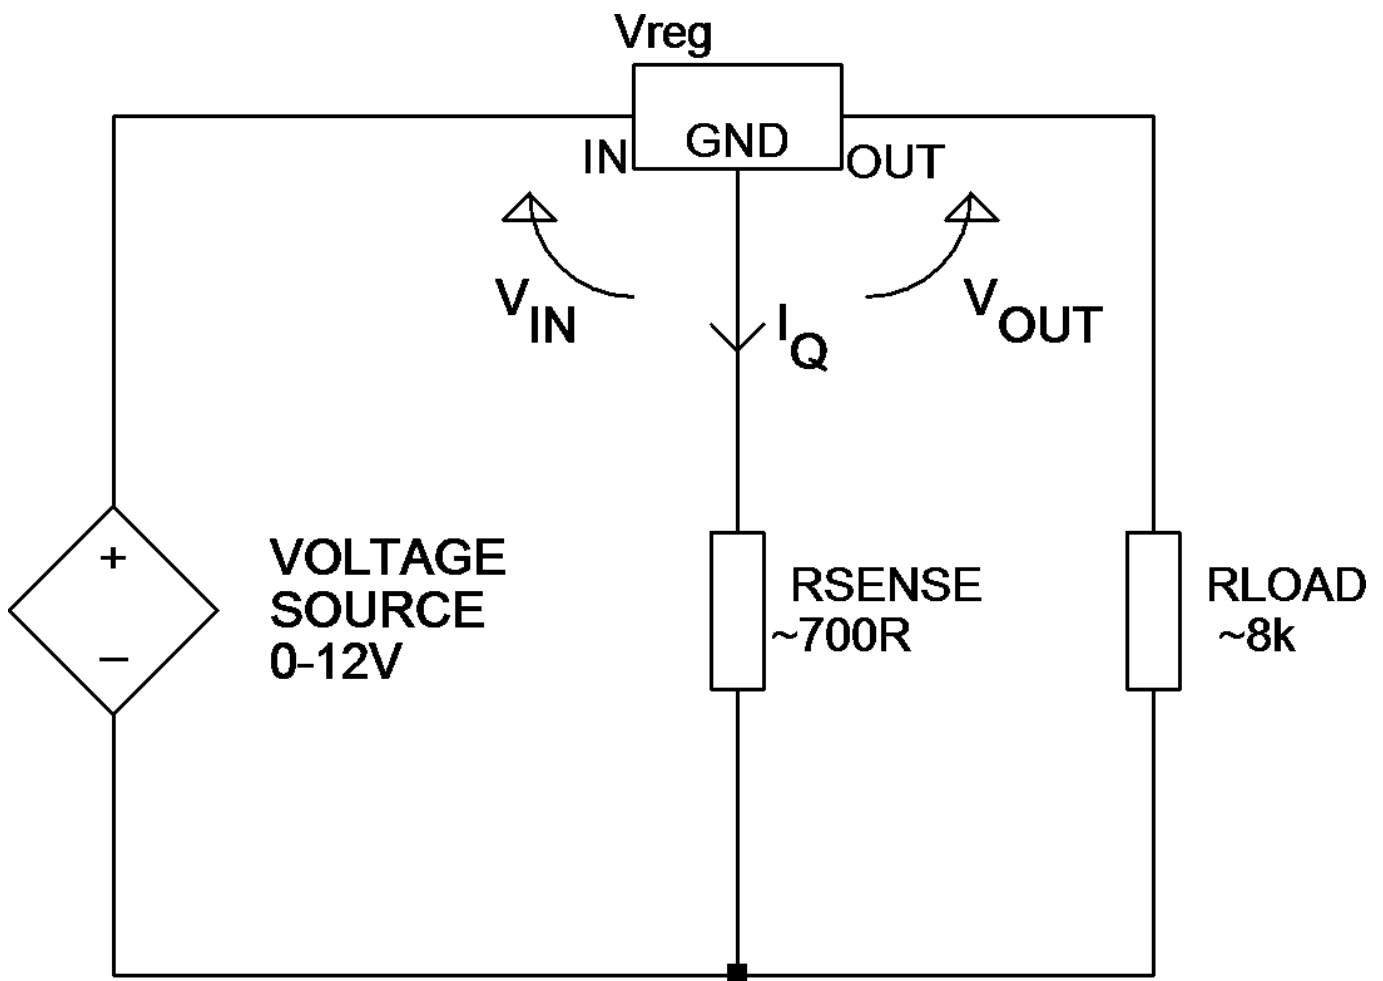 Vreg
IN
GND
OUT
VIN
IQ
VOUT
+
–
VOLTAGE
SOURCE
0-12V
RSENSE
~700R
RLOAD
~8k